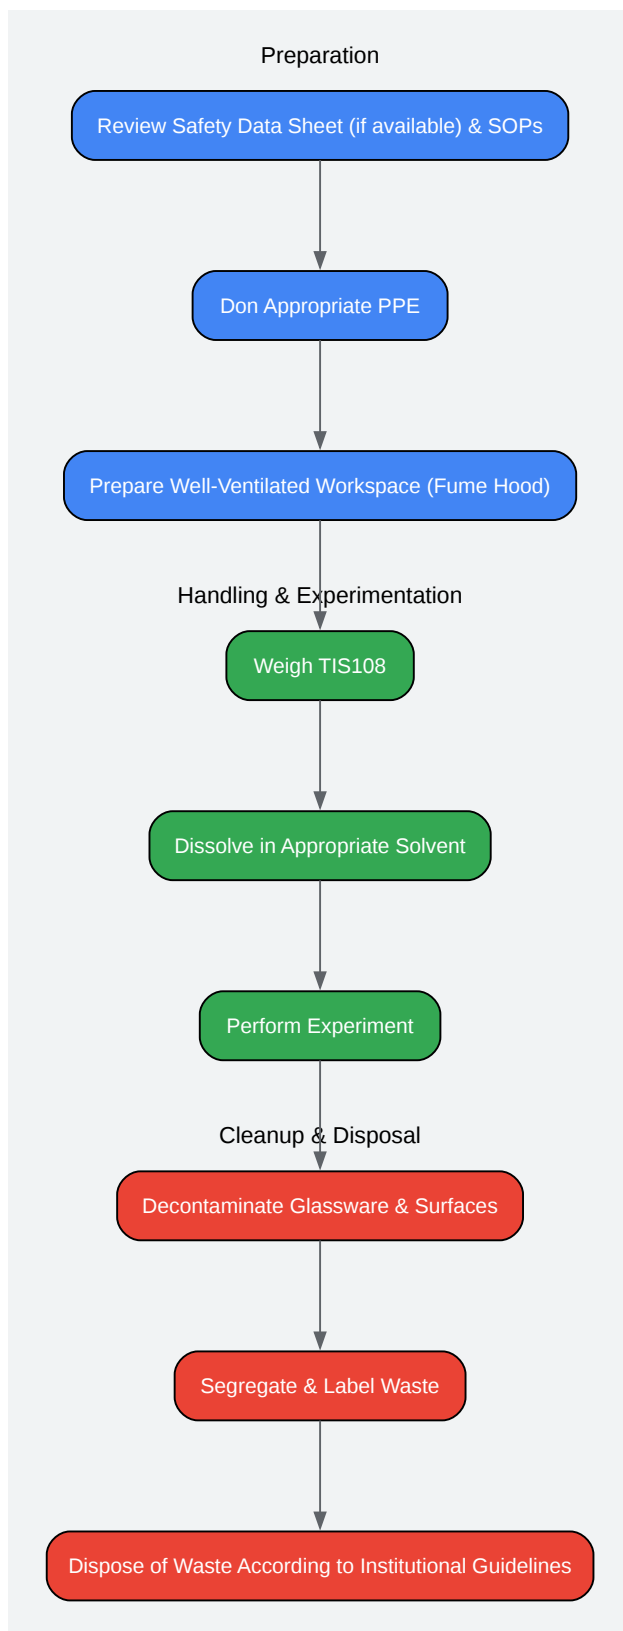 Preparation
Review Safety Data Sheet (if available) & SOPs
Don Appropriate PPE
Prepare Well-Ventilated Workspace (Fume Hood)
Handling & Experimentation
Weigh TIS108
Dissolve in Appropriate Solvent
Perform Experiment
Cleanup & Disposal
Decontaminate Glassware & Surfaces
Segregate & Label Waste
Dispose of Waste According to Institutional Guidelines